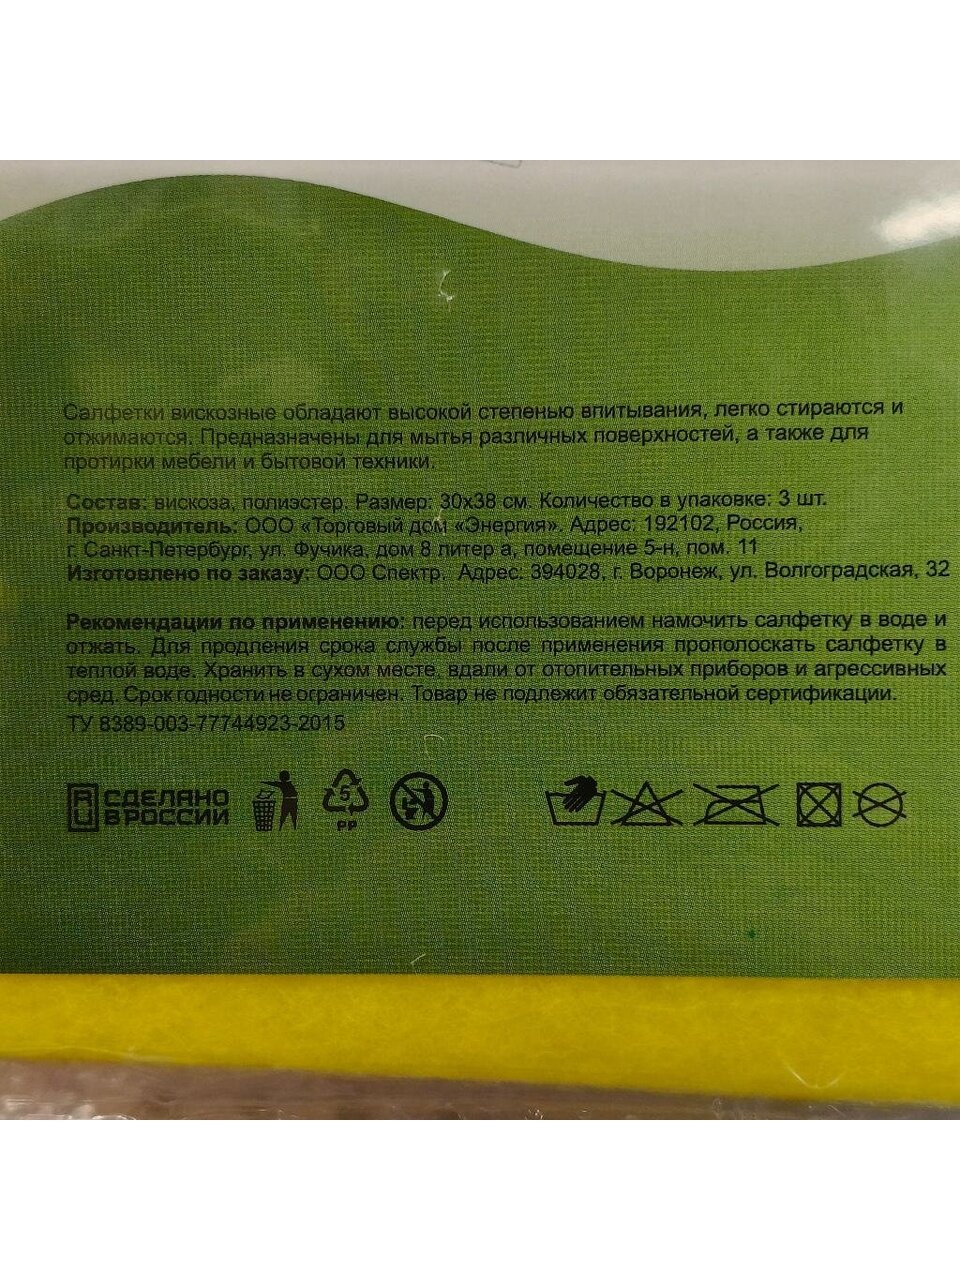 Салфетки вискозные обладают высокой степенью впитывания, легко стираются и
отжимаются. Предназначены для мытья различных поверхностей, а также для
протирки мебели и бытовой техники.
Состав: вискоза, полиэстер. Размер: 30х38 см. Количество в упаковке: 3 шт.
Производитель: ООО «Торговый дом «Энергия». Адрес: 192102, Россия,
г. Санкт-Петербург, ул. Фучика, дом 8 литер а, помещение 5-н, пом. 11
Изготовлено по заказу: ООО Спектр. Адрес: 394028, г. Воронеж, ул. Волгоградская, 32
Рекомендации по применению: перед использованием намочить салфетку в воде и
отжать. Для продления срока службы после применения прополоскать салфетку в
теплой воде. Хранить в сухом месте, вдали от отопительных приборов и агрессивных
сред. Срок годности не ограничен. Товар не подлежит обязательной сертификации.
ТУ 8389-003-77744923-2015
СДЕЛАНО
В РОССИИ
5
PP